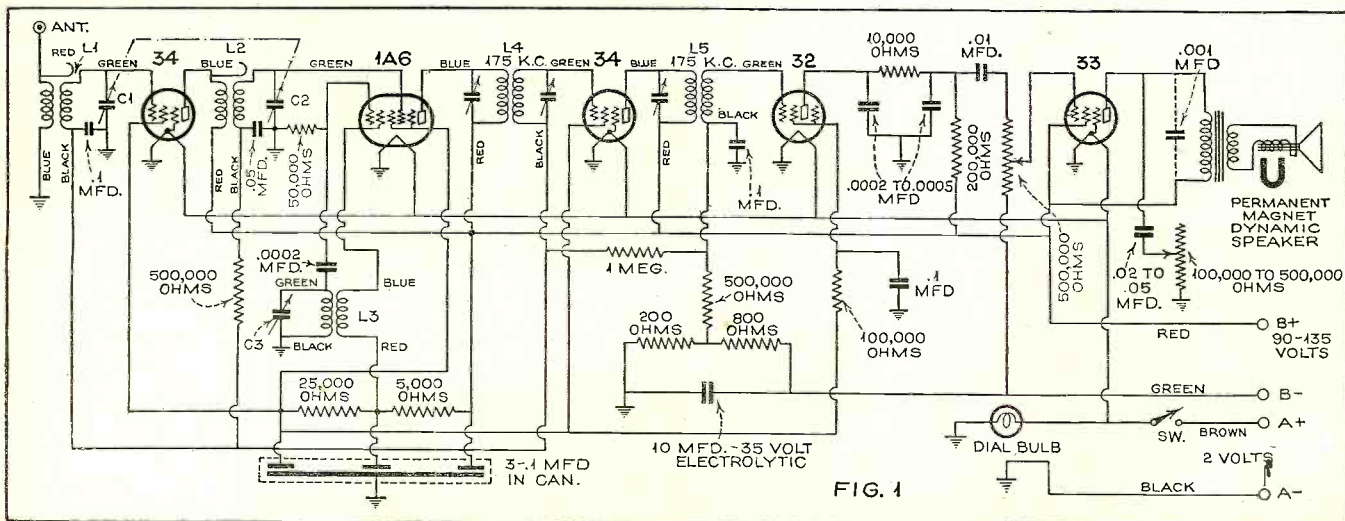 ANT.
RED
L1
GREEN
34
BLUE
L2
GREEN
1A6
BLUE
L4
175 K.C.
GREEN
34
BLUE
L5
175 K.C.
GREEN
32
10,000
OHMS
.01
MFD.
33
.001
MFD
C1
C2
BLUE
BLACK
.1
MFD.
RED
BLACK
.05
MFD.
50,000
OHMS
RED
BLACK
BLACK
.1
MFD.
.0002 TO .0005
MFD
200,000
OHMS
500,000
OHMS
PERMANENT
MAGNET
DYNAMIC
SPEAKER
500,000
OHMS
.0002
MFD.
GREEN
BLUE
C3
L3
BLACK
RED
1 MEG.
500,000
OHMS
200
OHMS
800
OHMS
.1
MFD
100,000
OHMS
.02 TO
.05
MFD.
100,000 TO 500,000
OHMS
25,000
OHMS
5,000
OHMS
10 MFD.-35 VOLT
ELECTROLYTIC
3-.1 MFD
IN CAN.
RED
B+
90-135
VOLTS
GREEN
B-
DIAL BULB
SW.
BROWN
A+
2 VOLTS
BLACK
A-
FIG. 1